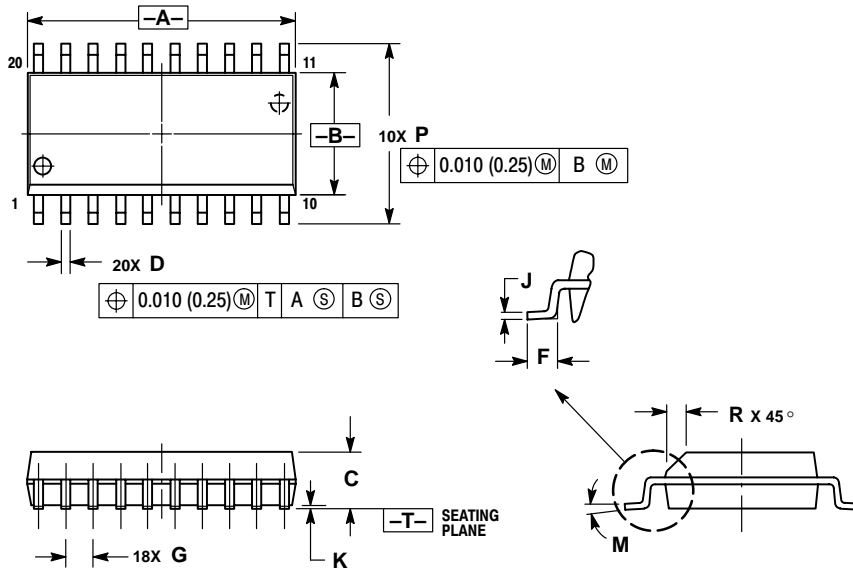 –A–
20
11
–B–
10X P
⌖ 0.010 (0.25) Ⓜ B Ⓜ
1
10
20X D
⌖ 0.010 (0.25) Ⓜ T A Ⓢ B Ⓢ
J
F
R X 45°
C
–T– SEATING
PLANE
M
18X G
K